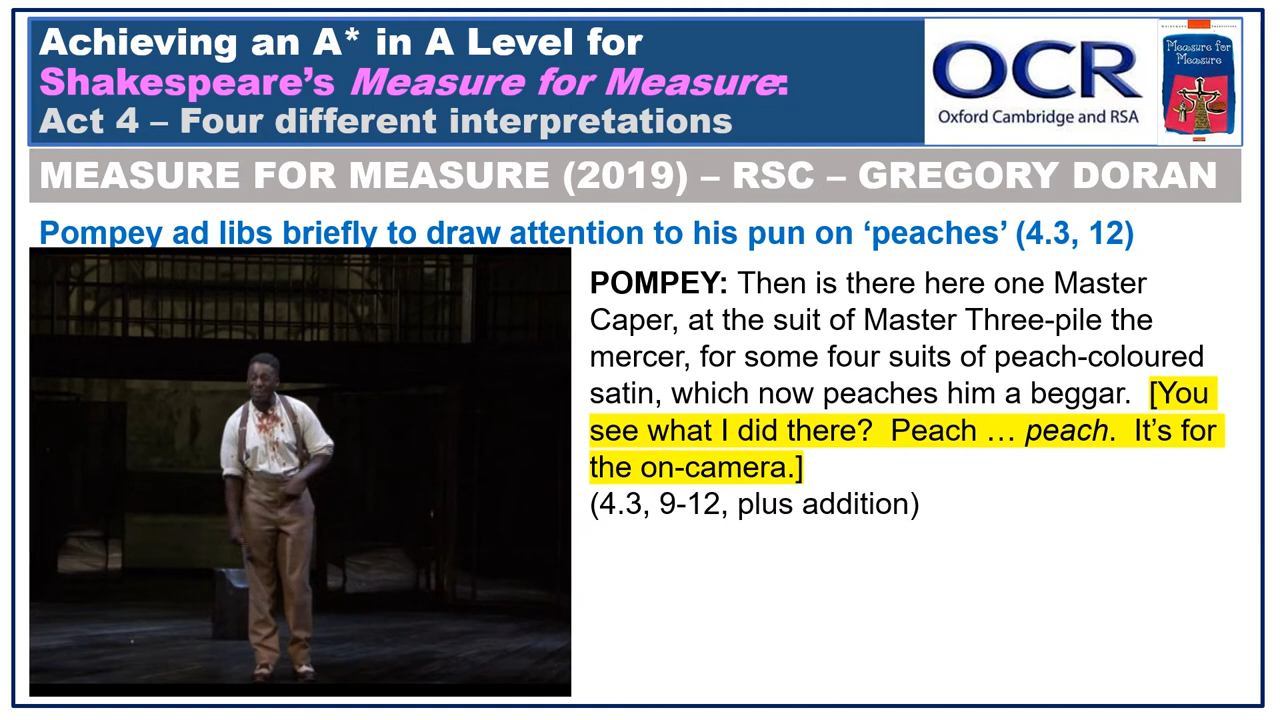 Achieving an A* in A Level for
Shakespeare’s Measure for Measure:
Act 4 – Four different interpretations
OCR
Oxford Cambridge and RSA
Measure for
Measure
MEASURE FOR MEASURE (2019) – RSC – GREGORY DORAN
Pompey ad libs briefly to draw attention to his pun on ‘peaches’ (4.3, 12)
POMPEY: Then is there here one Master
Caper, at the suit of Master Three-pile the
mercer, for some four suits of peach-coloured
satin, which now peaches him a beggar. [You
see what I did there? Peach … peach. It’s for
the on-camera.]
(4.3, 9-12, plus addition)